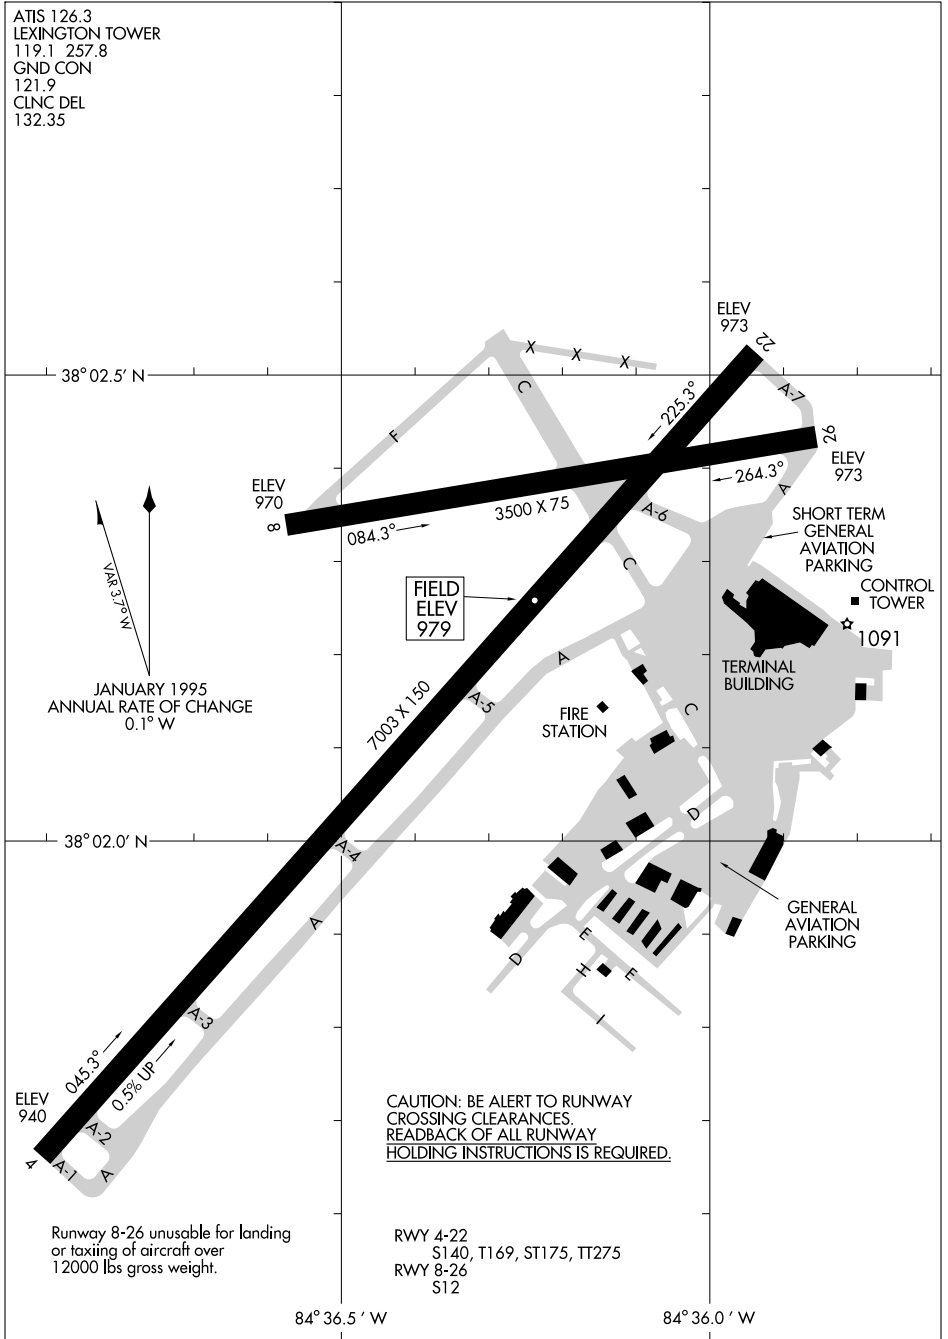 ATIS 126.3
LEXINGTON TOWER
119.1 257.8
GND CON
121.9
CLNC DEL
132.35
ELEV
973
22
38° 02.5' N
X
X
X
C
A-7
225.3°
F
26
ELEV
973
264.3°
ELEV
970
8
084.3°
3500 X 75
A
A-6
SHORT TERM
GENERAL
AVIATION
PARKING
VAR 3.7° W
C
FIELD
ELEV
979
CONTROL
TOWER
1091
TERMINAL
BUILDING
JANUARY 1995
ANNUAL RATE OF CHANGE
0.1° W
A
A-5
7003 X 150
C
FIRE
STATION
D
38° 02.0' N
A-4
A
GENERAL
AVIATION
PARKING
D
E
H
E
I
A-3
045.3°
0.5% UP
ELEV
940
A-2
4
A-1
A
CAUTION: BE ALERT TO RUNWAY
CROSSING CLEARANCES.
READBACK OF ALL RUNWAY
HOLDING INSTRUCTIONS IS REQUIRED.
Runway 8-26 unusable for landing
or taxiing of aircraft over
12000 lbs gross weight.
RWY 4-22
S140, T169, ST175, TT275
RWY 8-26
S12
84° 36.5' W
84° 36.0' W